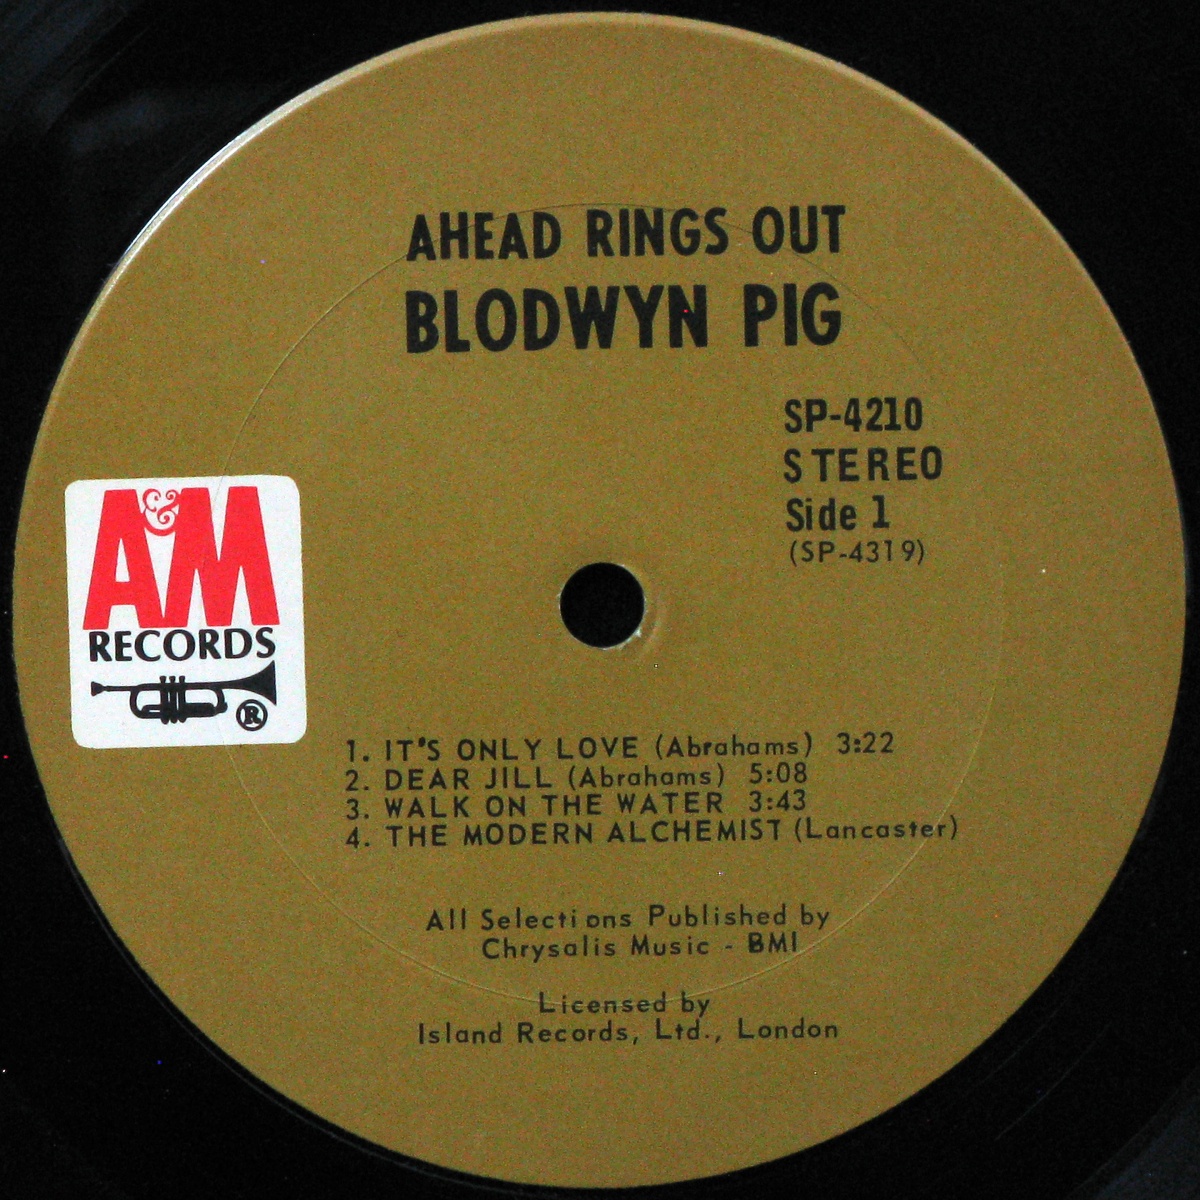 AHEAD RINGS OUT
BLODWYN PIG
SP-4210
STEREO
Side 1
(SP-4319)
A&M
RECORDS
®
1. IT'S ONLY LOVE (Abrahams) 3:22
2. DEAR JILL (Abrahams) 5:08
3. WALK ON THE WATER 3:43
4. THE MODERN ALCHEMIST (Lancaster)
All Selections Published by
Chrysalis Music - BMI
Licensed by
Island Records, Ltd., London